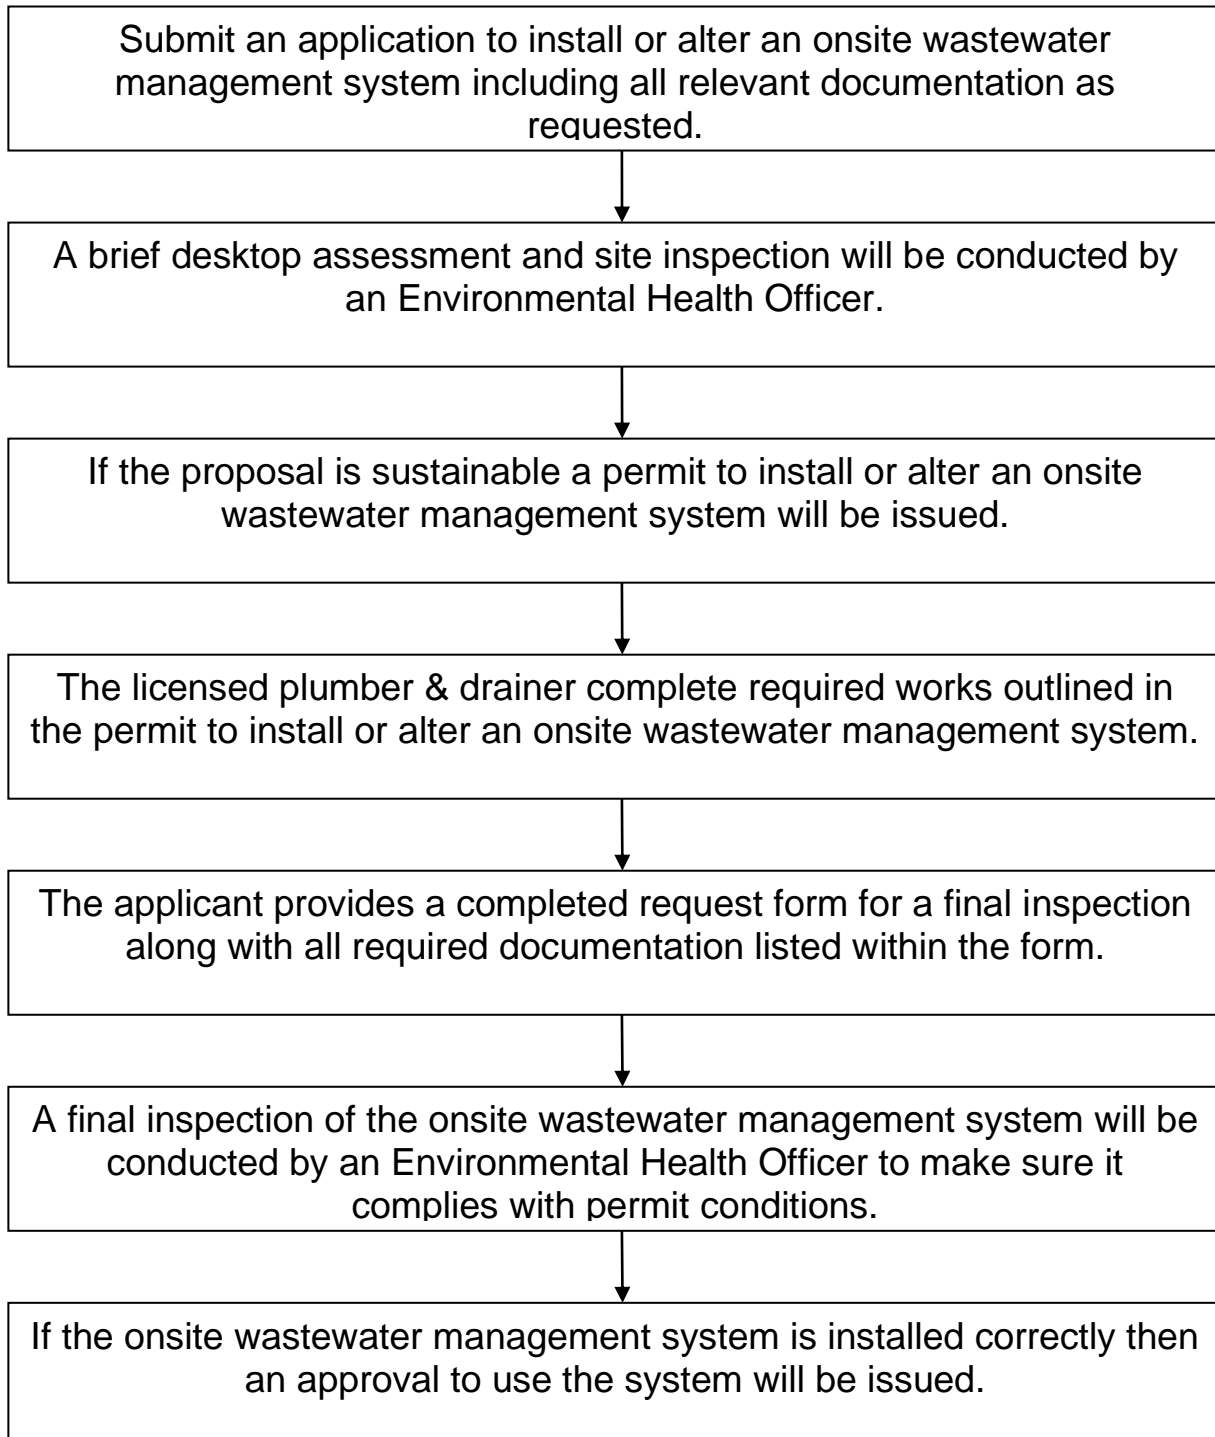 Submit an application to install or alter an onsite wastewater
management system including all relevant documentation as
requested.
A brief desktop assessment and site inspection will be conducted by
an Environmental Health Officer.
If the proposal is sustainable a permit to install or alter an onsite
wastewater management system will be issued.
The licensed plumber & drainer complete required works outlined in
the permit to install or alter an onsite wastewater management system.
The applicant provides a completed request form for a final inspection
along with all required documentation listed within the form.
A final inspection of the onsite wastewater management system will be
conducted by an Environmental Health Officer to make sure it
complies with permit conditions.
If the onsite wastewater management system is installed correctly then
an approval to use the system will be issued.